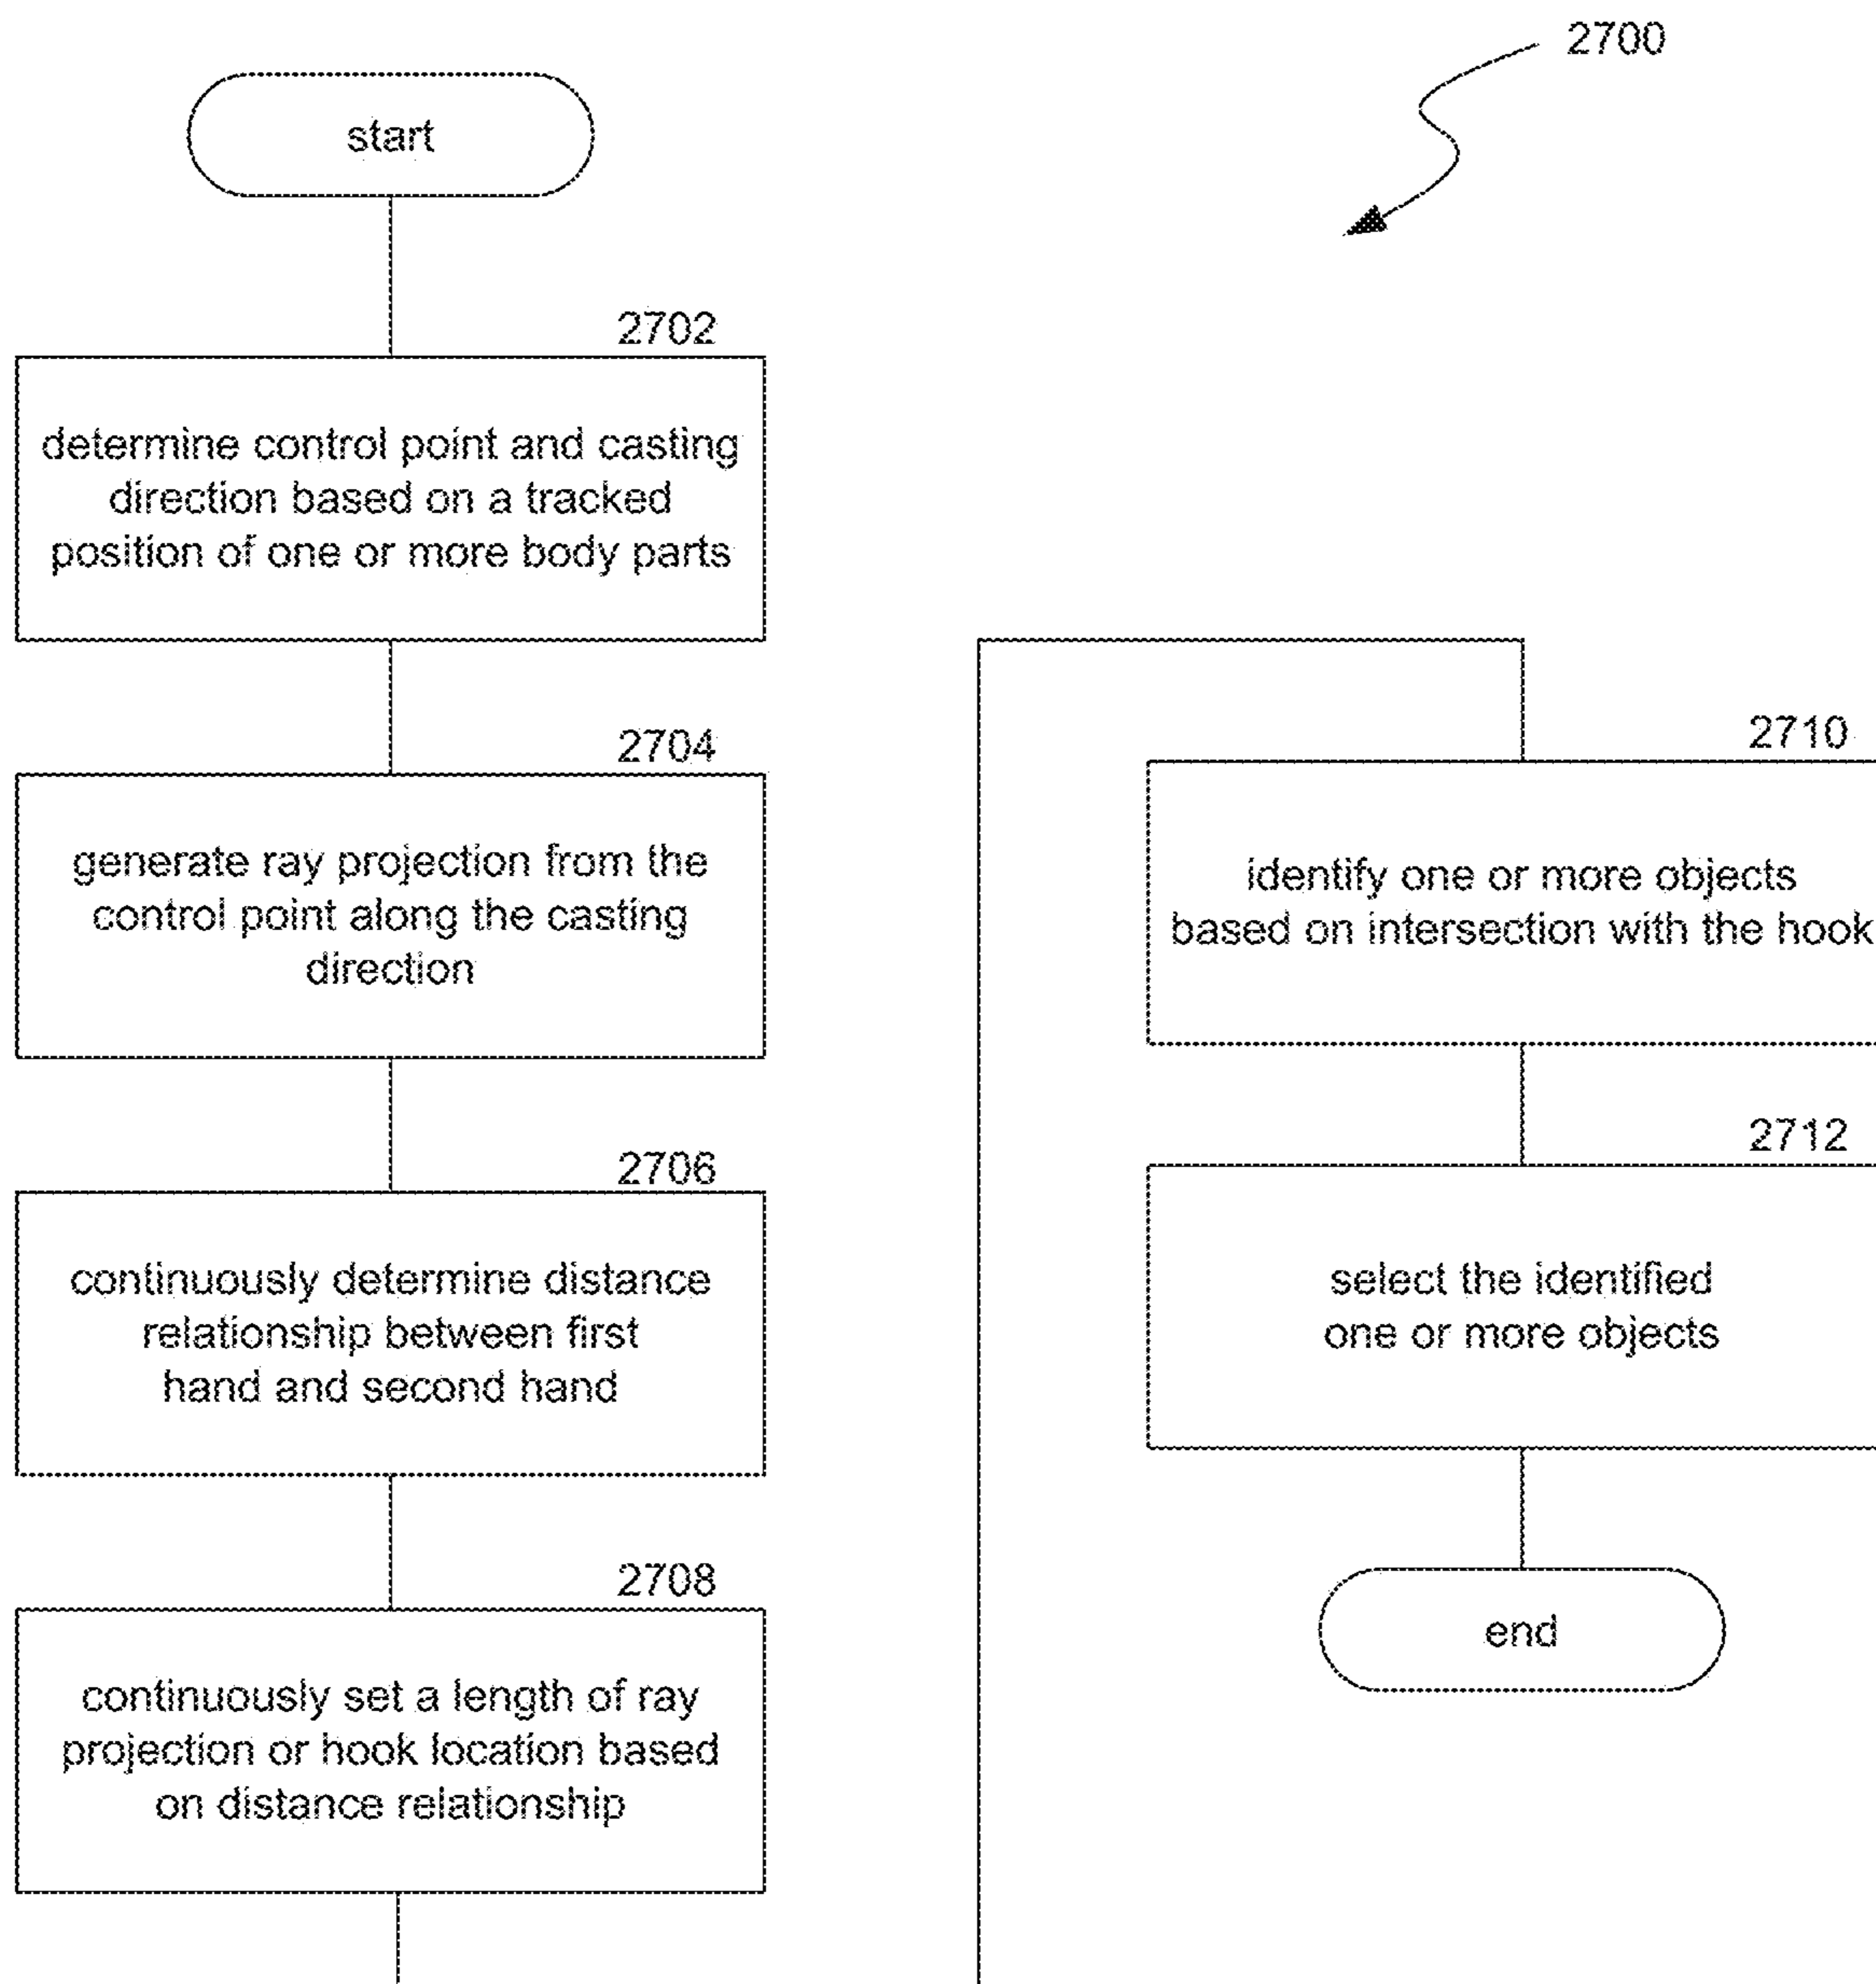 2700
start
2702
determine control point and casting
direction based on a tracked
position of one or more body parts
2704
generate ray projection from the
control point along the casting
direction
2706
continuously determine distance
relationship between first
hand and second hand
2708
continuously set a length of ray
projection or hook location based
on distance relationship
2710
identify one or more objects
based on intersection with the hook
2712
select the identified
one or more objects
end